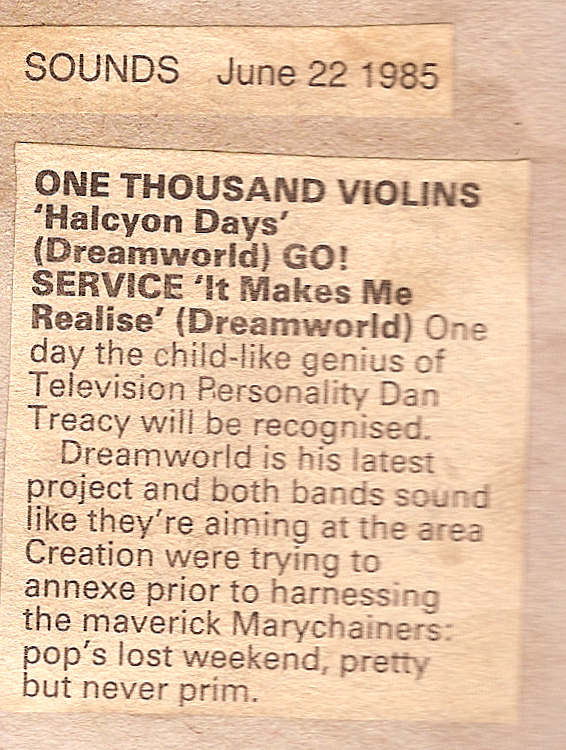 SOUNDS June 22 1985
ONE THOUSAND VIOLINS
‘Halcyon Days’
(Dreamworld) GO!
SERVICE ‘It Makes Me
Realise’ (Dreamworld) One
day the child-like genius of
Television Personality Dan
Treacy will be recognised.
Dreamworld is his latest
project and both bands sound
like they’re aiming at the area
Creation were trying to
annexe prior to harnessing
the maverick Marychainers:
pop’s lost weekend, pretty
but never prim.